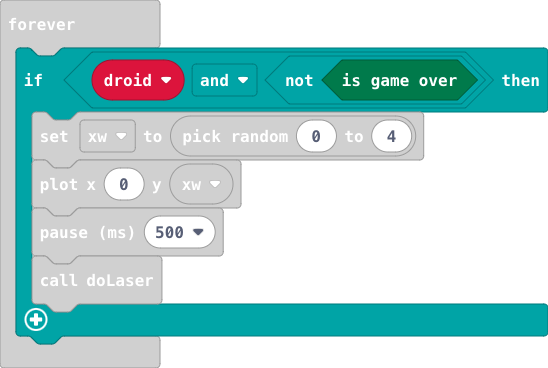 forever
if droid and not is game over then
set xw to pick random 0 to 4
plot x 0 y xw
pause (ms) 500
call doLaser